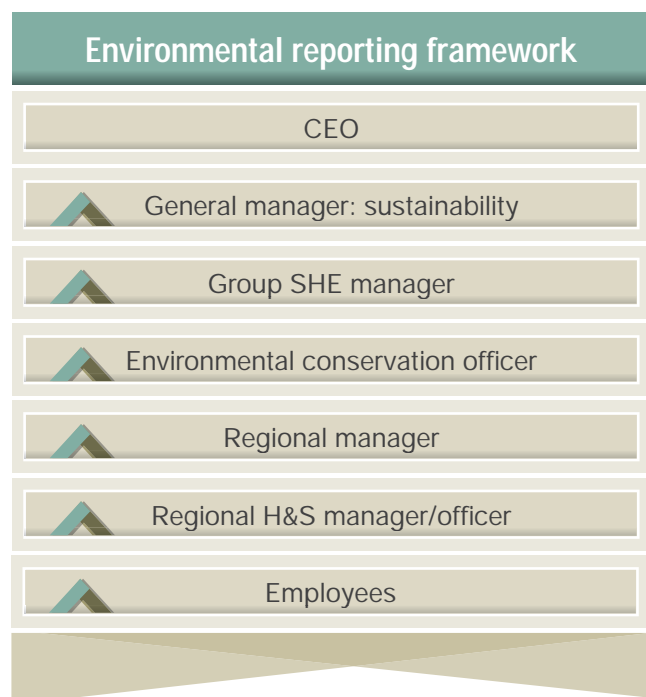 Environmental reporting framework
CEO
General manager: sustainability
Group SHE manager
Environmental conservation officer
Regional manager
Regional H&S manager/officer
Employees